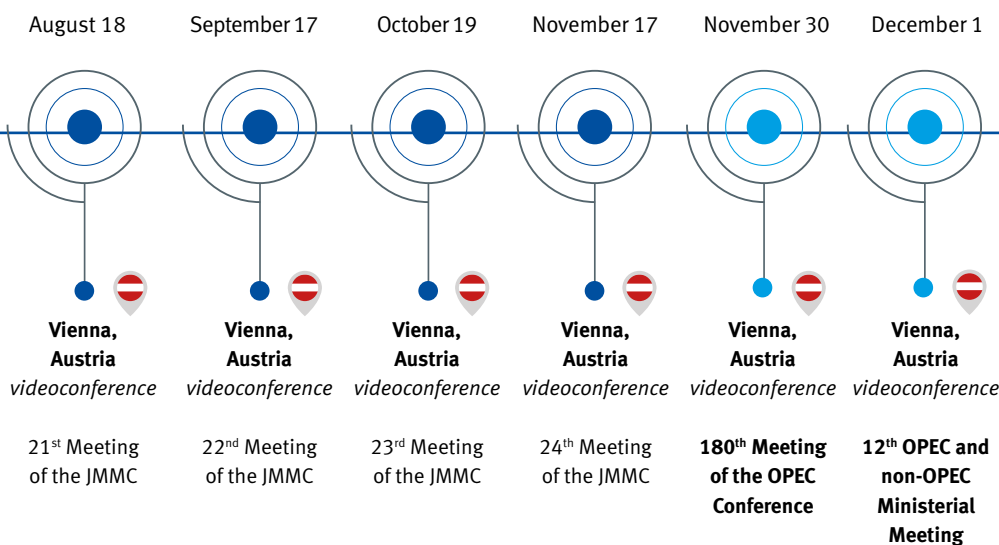 August 18
September 17
October 19
November 17
November 30
December 1
Vienna,
Austria
videoconference
21st Meeting
of the JMMC
Vienna,
Austria
videoconference
22nd Meeting
of the JMMC
Vienna,
Austria
videoconference
23rd Meeting
of the JMMC
Vienna,
Austria
videoconference
24th Meeting
of the JMMC
Vienna,
Austria
videoconference
180th Meeting
of the OPEC
Conference
Vienna,
Austria
videoconference
12th OPEC and
non-OPEC
Ministerial
Meeting